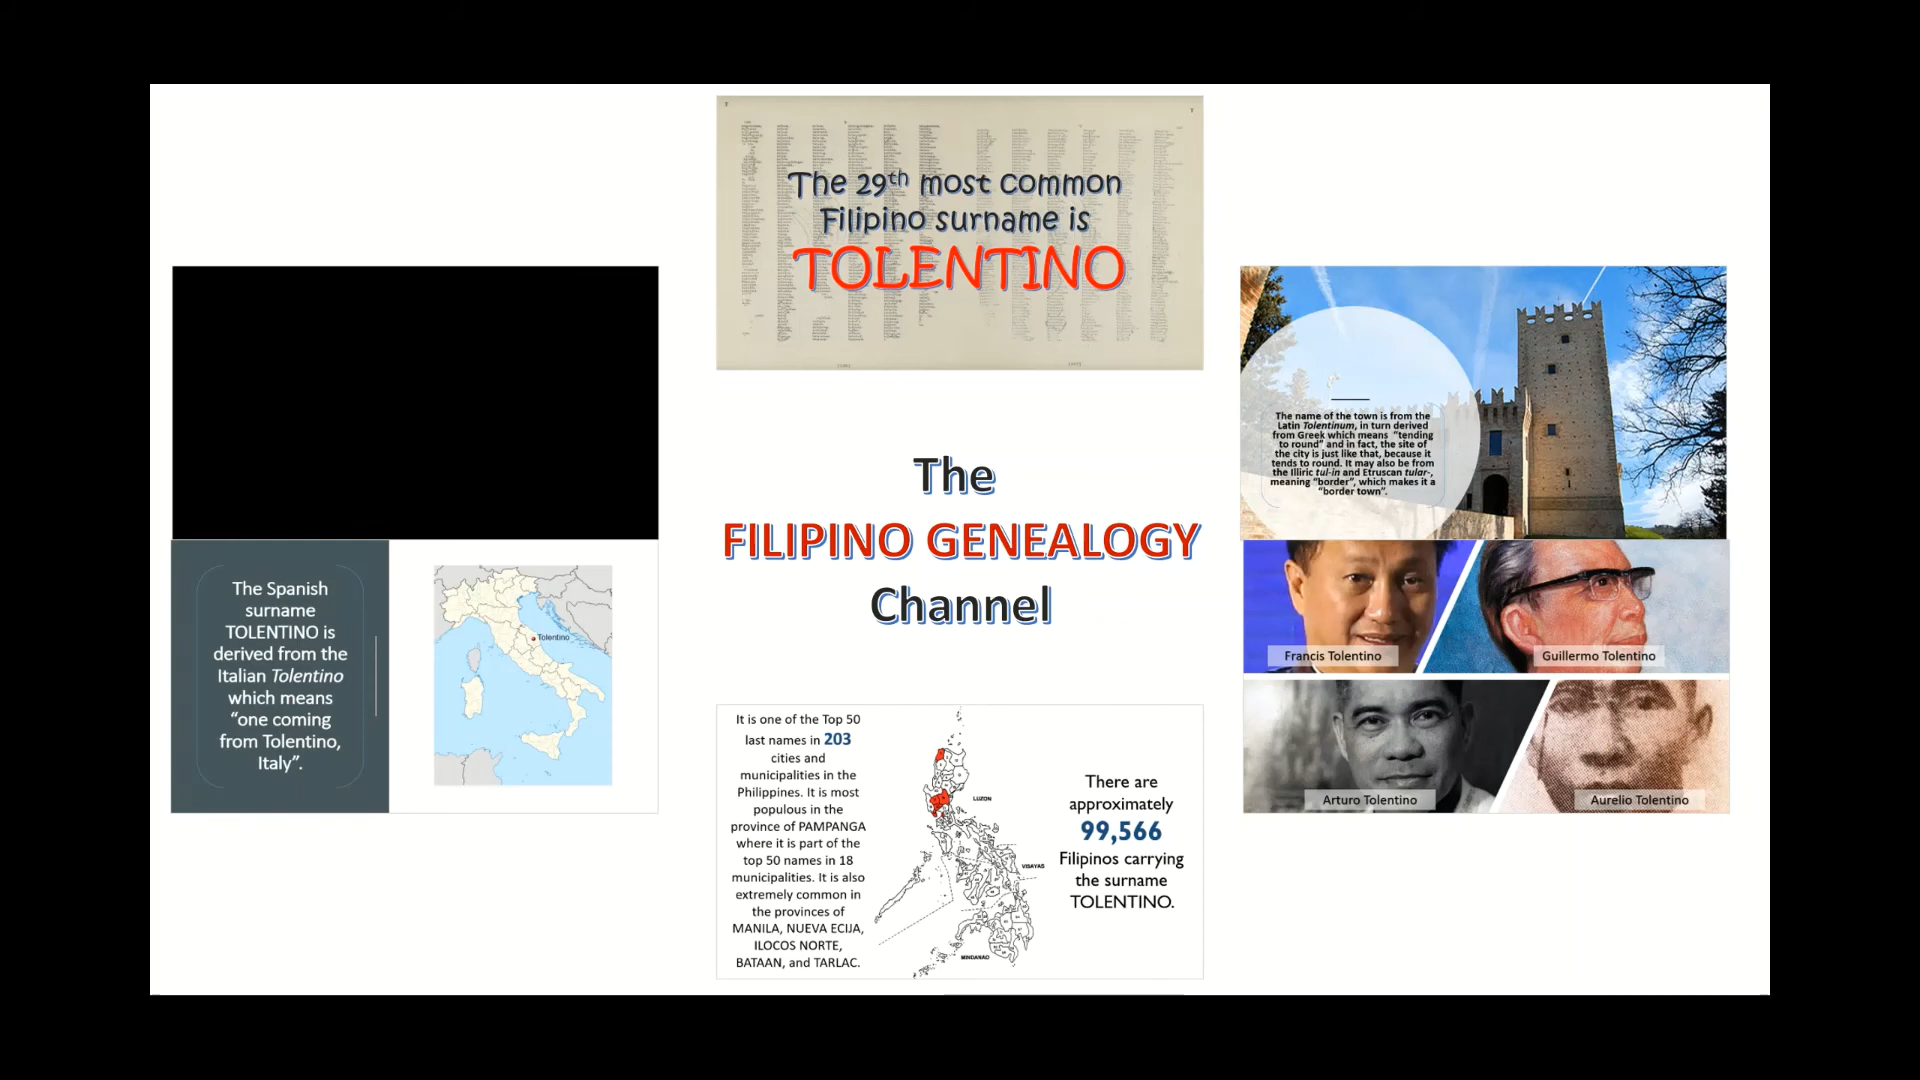 The 29th most common
Filipino surname is
TOLENTINO
The
FILIPINO GENEALOGY
Channel
The Spanish
surname
TOLENTINO is
derived from the
Italian Tolentino
which means
“one coming
from Tolentino,
Italy”.
Tolentino
It is one of the Top 50
last names in 203
cities and
municipalities in the
Philippines. It is most
populous in the
province of PAMPANGA
where it is part of the
top 50 names in 18
municipalities. It is also
extremely common in
the provinces of
MANILA, NUEVA ECIJA,
ILOCOS NORTE,
BATAAN, and TARLAC.
LUZON
VISAYAS
MINDANAO
There are
approximately
99,566
Filipinos carrying
the surname
TOLENTINO.
The name of the town is from the
Latin Tolentinum, in turn derived
from Greek which means “tending
to round” and in fact, the site of
the city is just like that, because it
tends to round. It may also be from
the Illiric tul-in and Etruscan tular-,
meaning “border”, which makes it a
“border town”.
Francis Tolentino
Guillermo Tolentino
Arturo Tolentino
Aurelio Tolentino